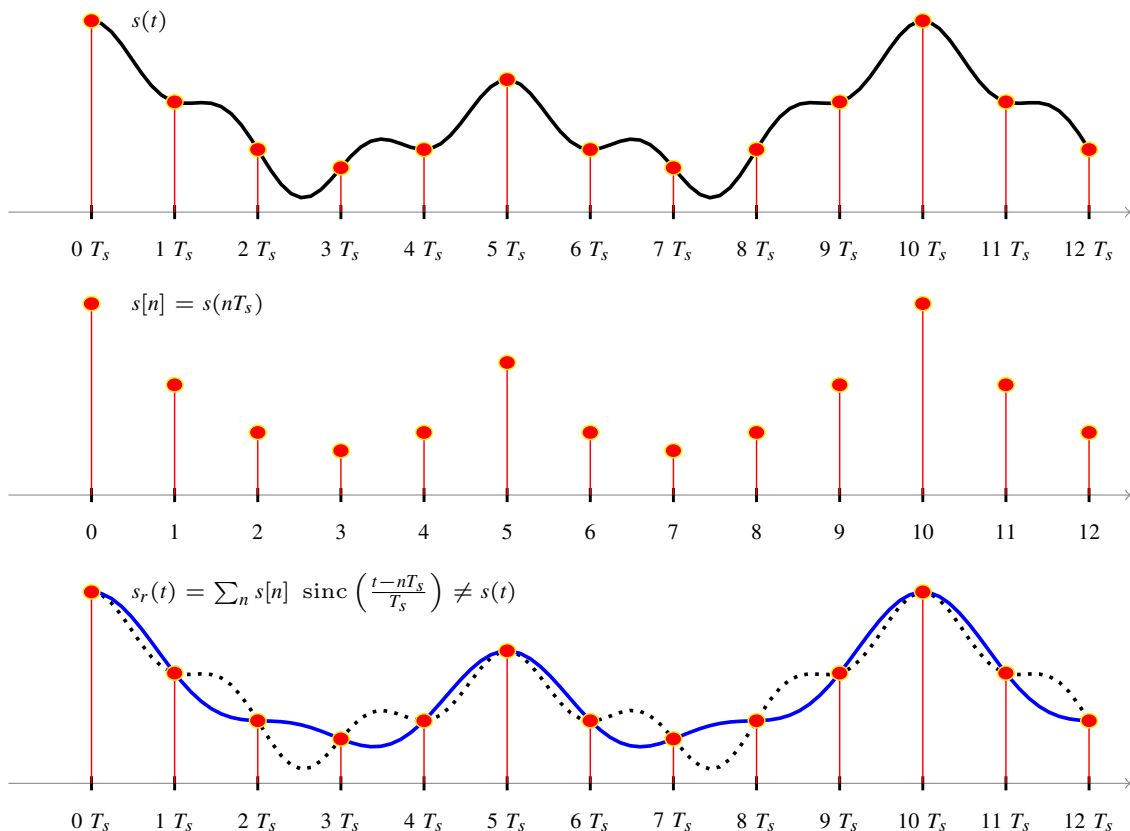 s(t)
0 T_s 1 T_s 2 T_s 3 T_s 4 T_s 5 T_s 6 T_s 7 T_s 8 T_s 9 T_s 10 T_s 11 T_s 12 T_s
s[n] = s(nT_s)
0 1 2 3 4 5 6 7 8 9 10 11 12
s_r(t) = ∑_n s[n] sinc ( \frac{t−nT_s}{T_s} ) ≠ s(t)
0 T_s 1 T_s 2 T_s 3 T_s 4 T_s 5 T_s 6 T_s 7 T_s 8 T_s 9 T_s 10 T_s 11 T_s 12 T_s